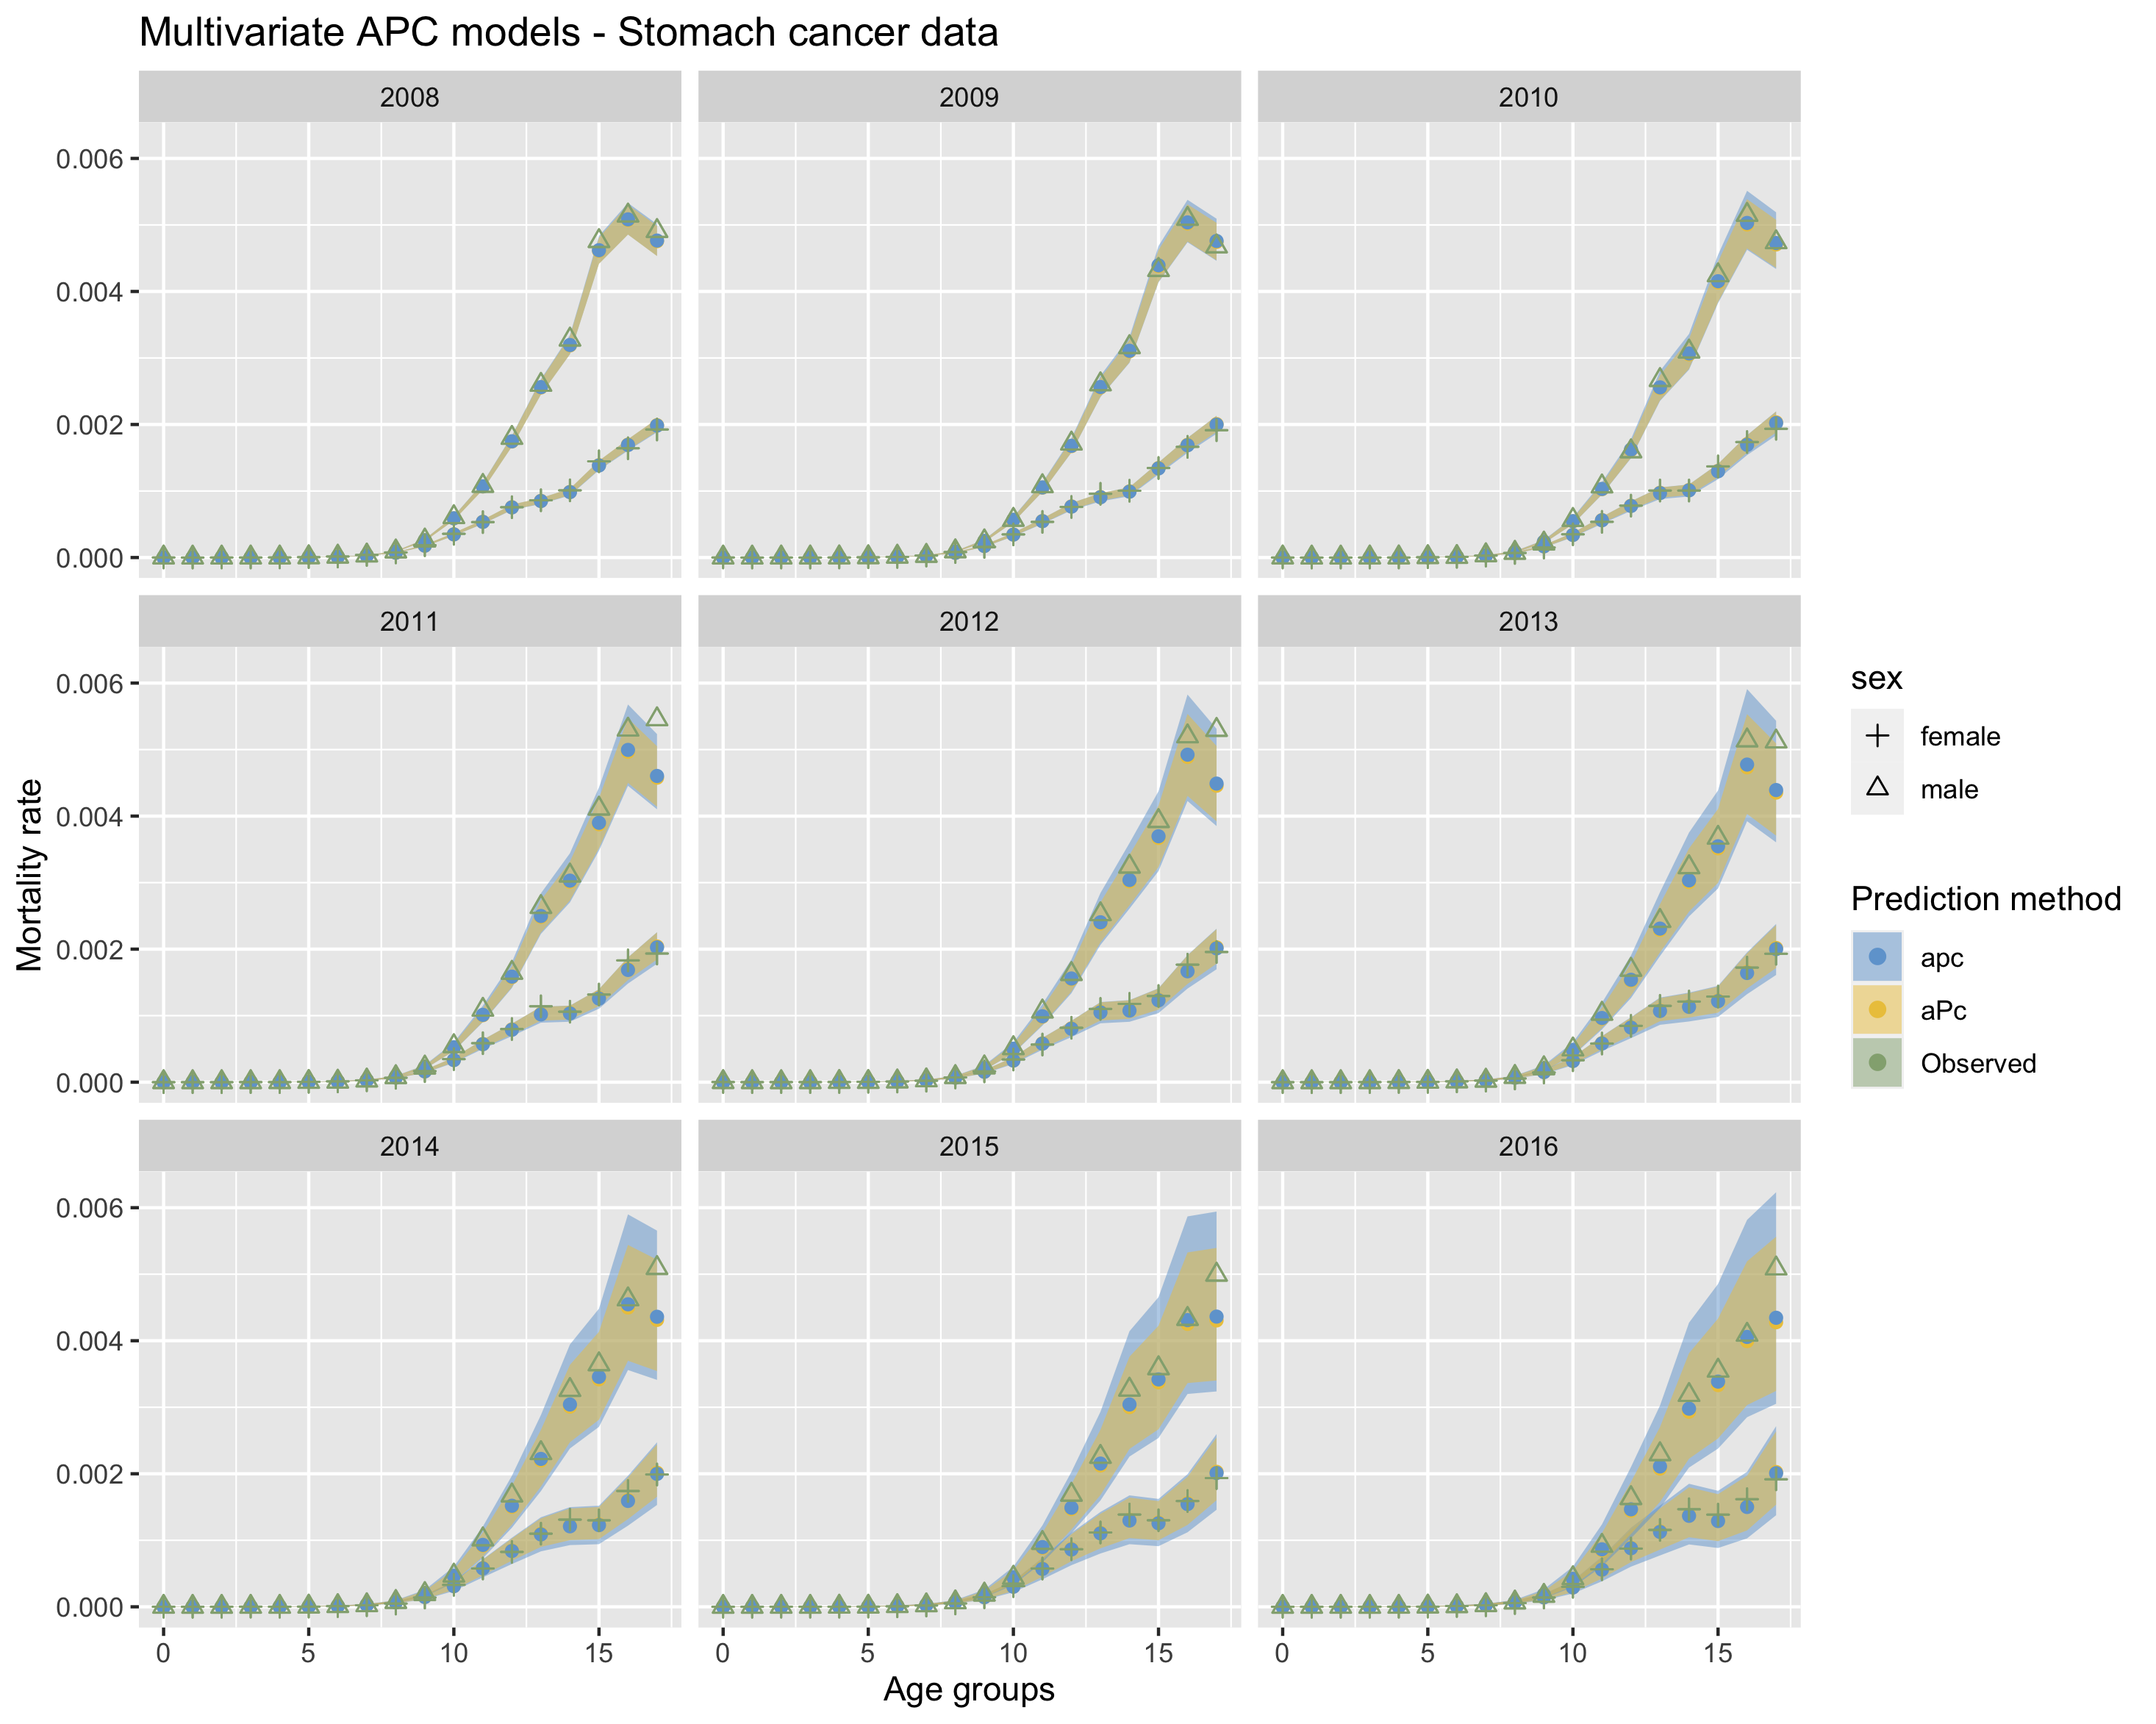 Multivariate APC models - Stomach cancer data
2008
2009
2010
0.006
0.004
0.002
0.000
2011
2012
2013
0.006
0.004
0.002
0.000
2014
2015
2016
0.006
0.004
0.002
0.000
0 5 10 15
0 5 10 15
0 5 10 15
Age groups
Mortality rate
sex
female
male
Prediction method
apc
aPc
Observed